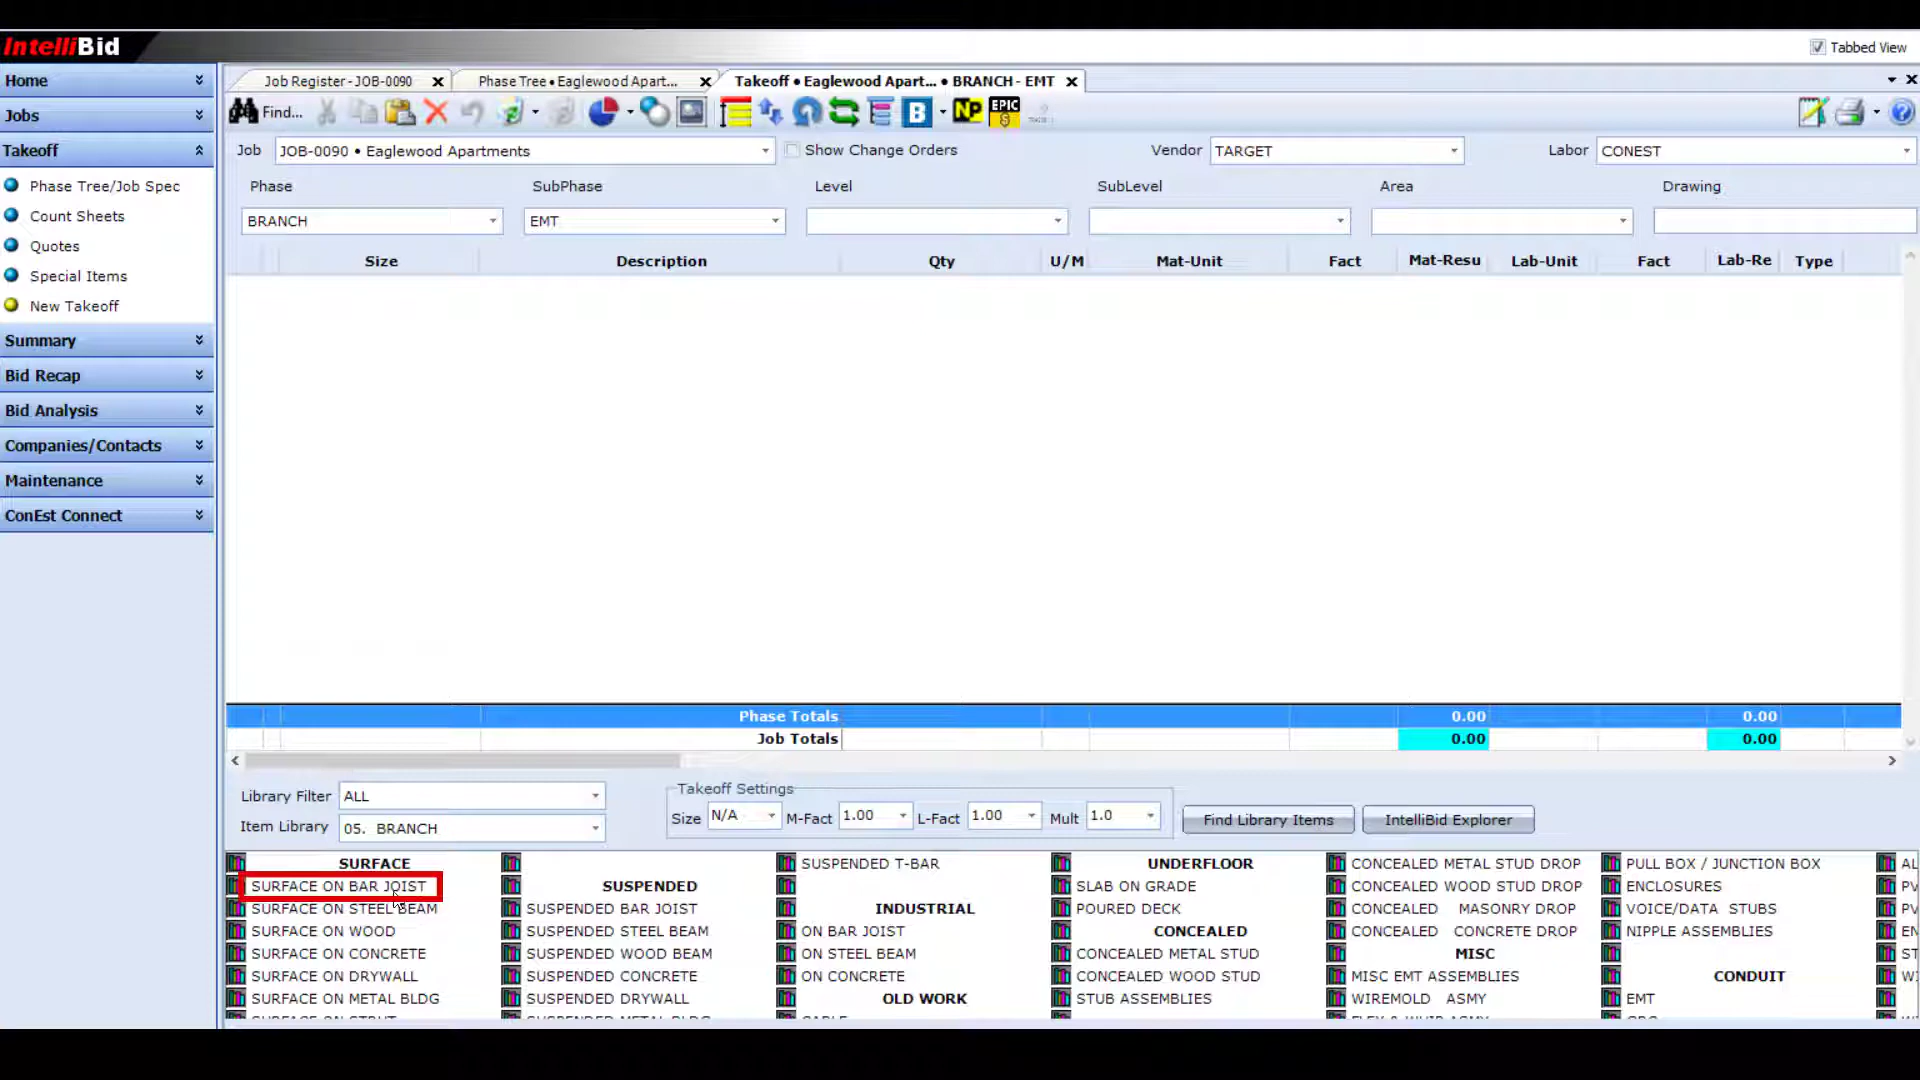 IntelliBid
Tabbed View
Home
Jobs
Takeoff
Phase Tree/Job Spec
Count Sheets
Quotes
Special Items
New Takeoff
Summary
Bid Recap
Bid Analysis
Companies/Contacts
Maintenance
ConEst Connect
Job Register - JOB-0090
Phase Tree • Eaglewood Apart...
Takeoff • Eaglewood Apart... • BRANCH - EMT
Find...
B
NP
EPIC
$
Job JOB-0090 • Eaglewood Apartments Show Change Orders Vendor TARGET Labor CONEST
Phase SubPhase Level SubLevel Area Drawing
BRANCH EMT
Size Description Qty U/M Mat-Unit Fact Mat-Resu Lab-Unit Fact Lab-Re Type
Phase Totals 0.00 0.00
Job Totals 0.00 0.00
Library Filter ALL
Item Library 05. BRANCH
Takeoff Settings
Size N/A M-Fact 1.00 L-Fact 1.00 Mult 1.0
Find Library Items
IntelliBid Explorer
SURFACE
SURFACE ON BAR JOIST
SURFACE ON STEEL BEAM
SURFACE ON WOOD
SURFACE ON CONCRETE
SURFACE ON DRYWALL
SURFACE ON METAL BLDG
SUSPENDED
SUSPENDED BAR JOIST
SUSPENDED STEEL BEAM
SUSPENDED WOOD BEAM
SUSPENDED CONCRETE
SUSPENDED DRYWALL
SUSPENDED T-BAR
INDUSTRIAL
ON BAR JOIST
ON STEEL BEAM
ON CONCRETE
OLD WORK
UNDERFLOOR
SLAB ON GRADE
POURED DECK
CONCEALED
CONCEALED METAL STUD
CONCEALED WOOD STUD
STUB ASSEMBLIES
CONCEALED METAL STUD DROP
CONCEALED WOOD STUD DROP
CONCEALED MASONRY DROP
CONCEALED CONCRETE DROP
MISC
MISC EMT ASSEMBLIES
WIREMOLD ASMY
PULL BOX / JUNCTION BOX
ENCLOSURES
VOICE/DATA STUBS
NIPPLE ASSEMBLIES
CONDUIT
EMT